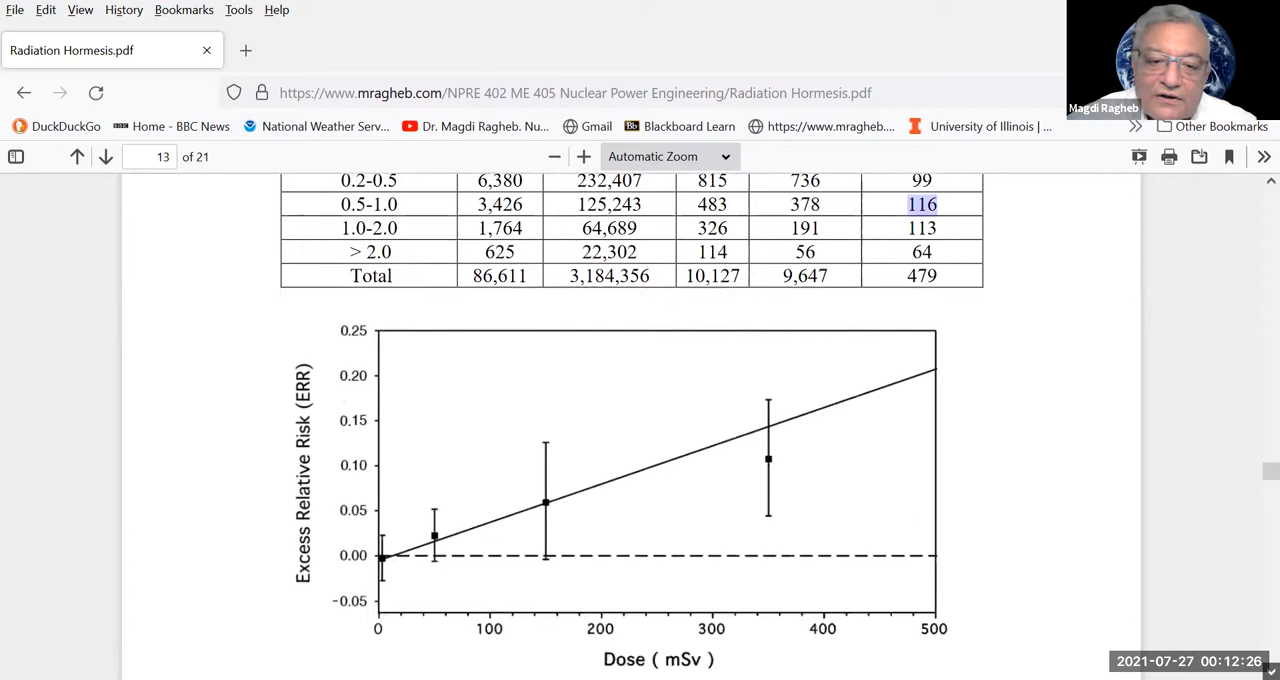 File Edit View History Bookmarks Tools Help
Radiation Hormesis.pdf
https://www.mragheb.com/NPRE 402 ME 405 Nuclear Power Engineering/Radiation Hormesis.pdf
Magdi Ragheb
DuckDuckGo Home - BBC News National Weather Serv... Dr. Magdi Ragheb. Nu... Gmail Blackboard Learn https://www.mragheb.... University of Illinois |... Other Bookmarks
13 of 21 Automatic Zoom
0.2-0.5 6,380 232,407 815 736 99
0.5-1.0 3,426 125,243 483 378 116
1.0-2.0 1,764 64,689 326 191 113
> 2.0 625 22,302 114 56 64
Total 86,611 3,184,356 10,127 9,647 479
Excess Relative Risk (ERR)
0.25
0.20
0.15
0.10
0.05
0.00
-0.05
0 100 200 300 400 500
Dose ( mSv )
2021-07-27 00:12:26